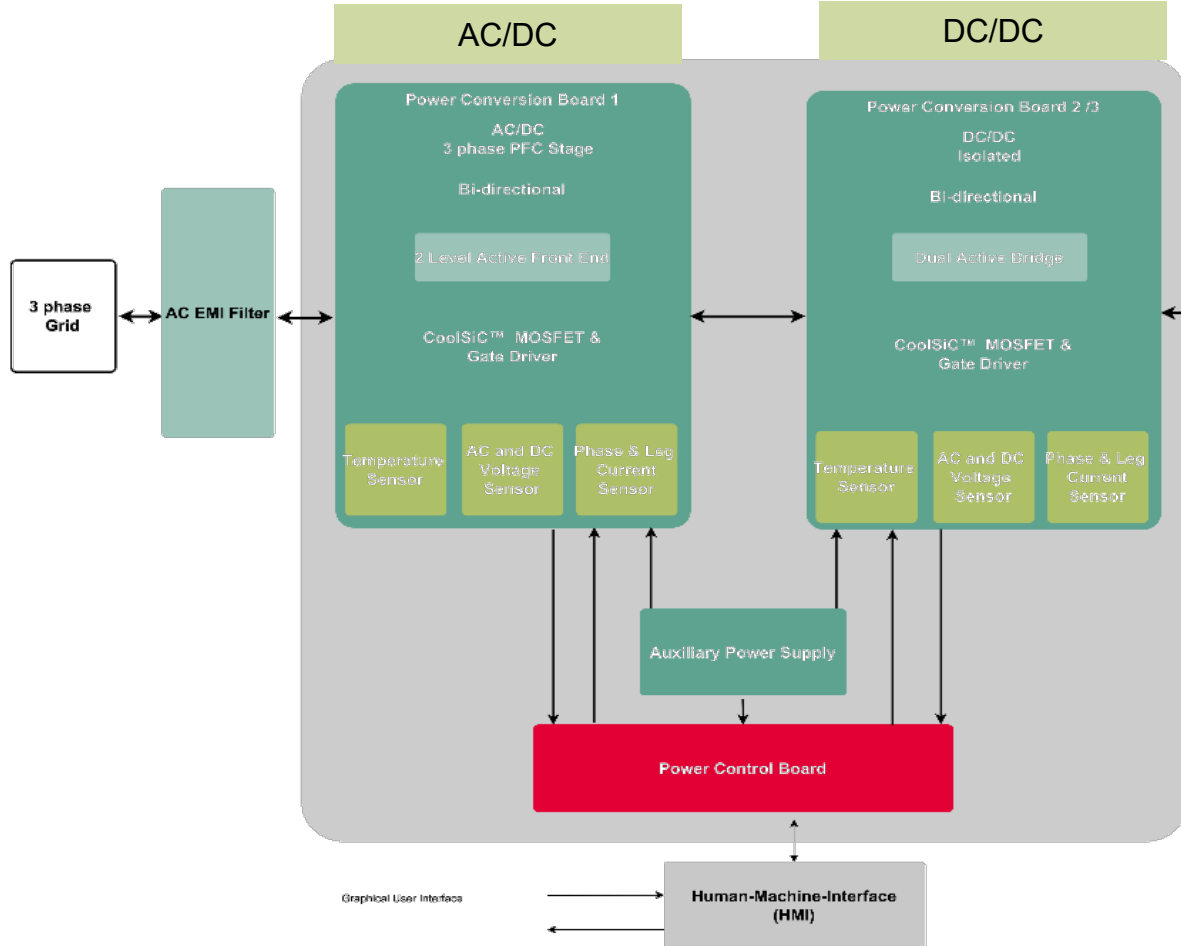 AC/DC
DC/DC
Power Conversion Board 1
AC/DC
3 phase PFC Stage
Bi-directional
2 Level Active Front End
CoolSiC™ MOSFET &
Gate Driver
Temperature
Sensor
AC and DC
Voltage
Sensor
Phase & Leg
Current
Sensor
Power Conversion Board 2 /3
DC/DC
Isolated
Bi-directional
Dual Active Bridge
CoolSiC™ MOSFET &
Gate Driver
Temperature
Sensor
AC and DC
Voltage
Sensor
Phase & Leg
Current
Sensor
3 phase
Grid
AC EMI Filter
Auxiliary Power Supply
Power Control Board
Graphical User Interface
Human-Machine-Interface
(HMI)